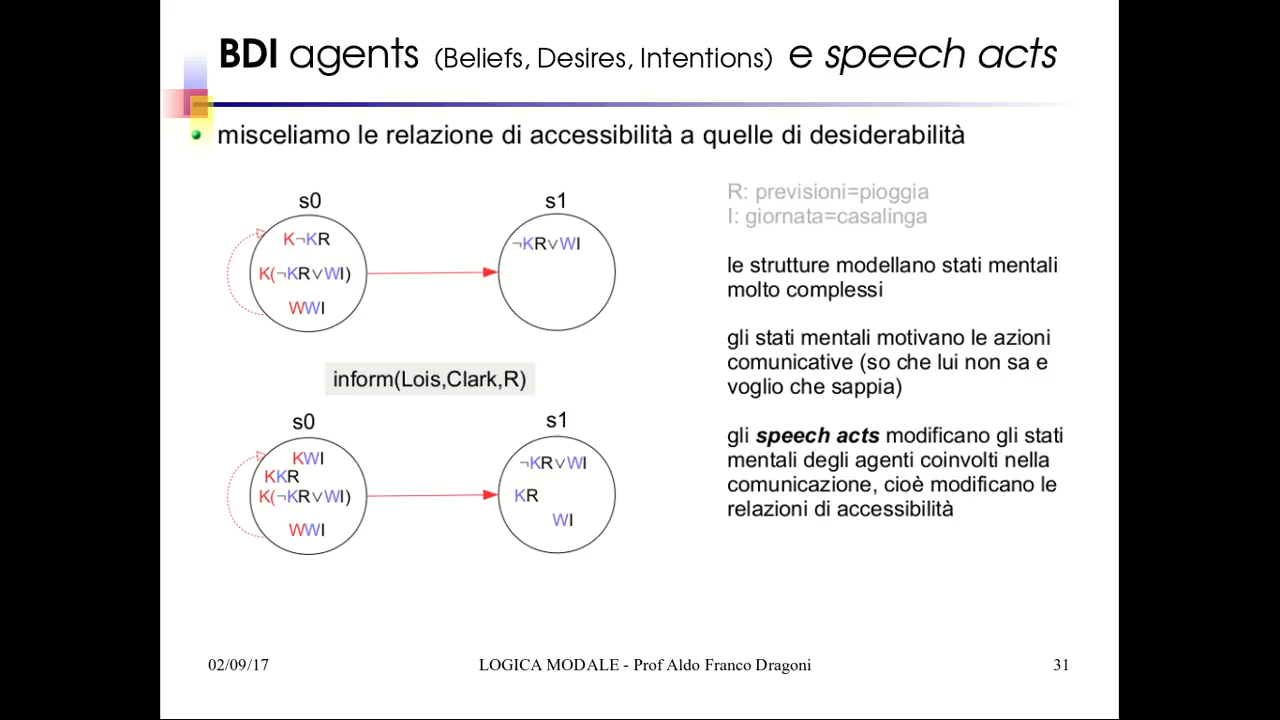 BDI agents (Beliefs, Desires, Intentions) e speech acts
misceliamo le relazione di accessibilità a quelle di desiderabilità
s0
K¬KR
K(¬KR∨WI)
WWI
s1
¬KR∨WI
inform(Lois,Clark,R)
s0
KWI
KKR
K(¬KR∨WI)
WWI
s1
¬KR∨WI
KR
WI
R: previsioni=pioggia
I: giornata=casalinga
le strutture modellano stati mentali
molto complessi
gli stati mentali motivano le azioni
comunicative (so che lui non sa e
voglio che sappia)
gli speech acts modificano gli stati
mentali degli agenti coinvolti nella
comunicazione, cioè modificano le
relazioni di accessibilità
02/09/17
LOGICA MODALE - Prof Aldo Franco Dragoni
31